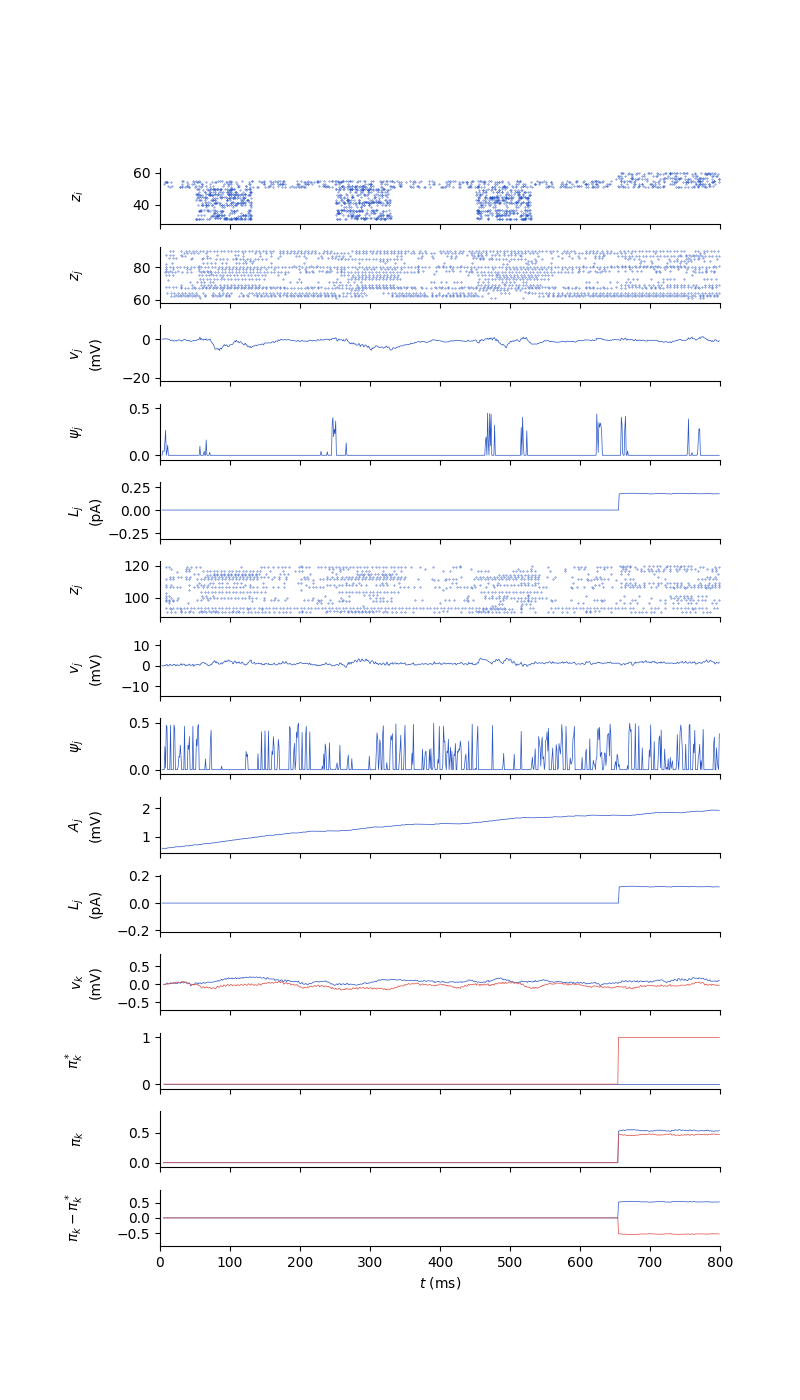 z_i
60
40
z_j
80
60
v_j
(mV)
0
−20
ψ_j
0.5
0.0
L_j
(pA)
0.25
0.00
−0.25
z_j
120
100
v_j
(mV)
10
0
−10
ψ_j
0.5
0.0
A_j
(mV)
2
1
L_j
(pA)
0.2
0.0
−0.2
v_k
(mV)
0.5
0.0
−0.5
π_k^*
1
0
π_k
0.5
0.0
π_k − π_k^*
0.5
0.0
−0.5
0 100 200 300 400 500 600 700 800
t (ms)